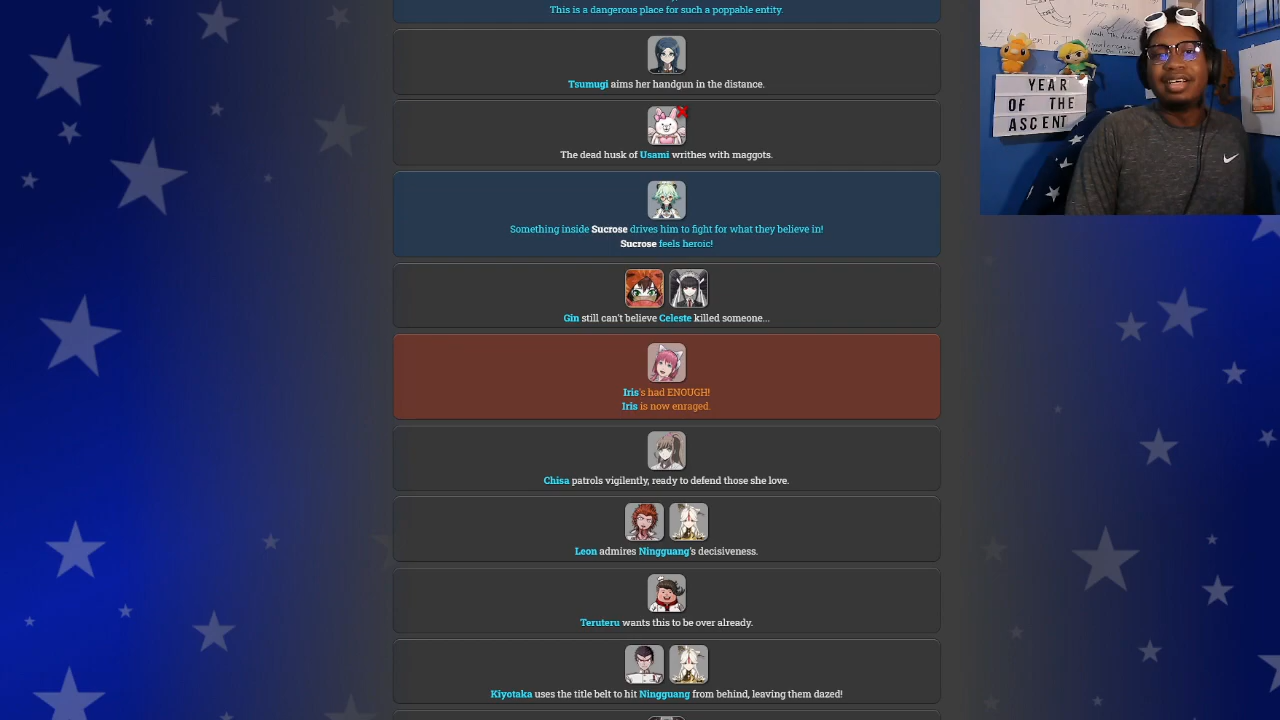 This is a dangerous place for such a poppable entity.
Tsumugi aims her handgun in the distance.
The dead husk of Usami writhes with maggots.
Something inside Sucrose drives him to fight for what they believe in!
Sucrose feels heroic!
Gin still can't believe Celeste killed someone...
Iris's had ENOUGH!
Iris is now enraged.
Chisa patrols vigilently, ready to defend those she love.
Leon admires Ningguang's decisiveness.
Teruteru wants this to be over already.
Kiyotaka uses the title belt to hit Ningguang from behind, leaving them dazed!
YEAR
OF THE
ASCENT